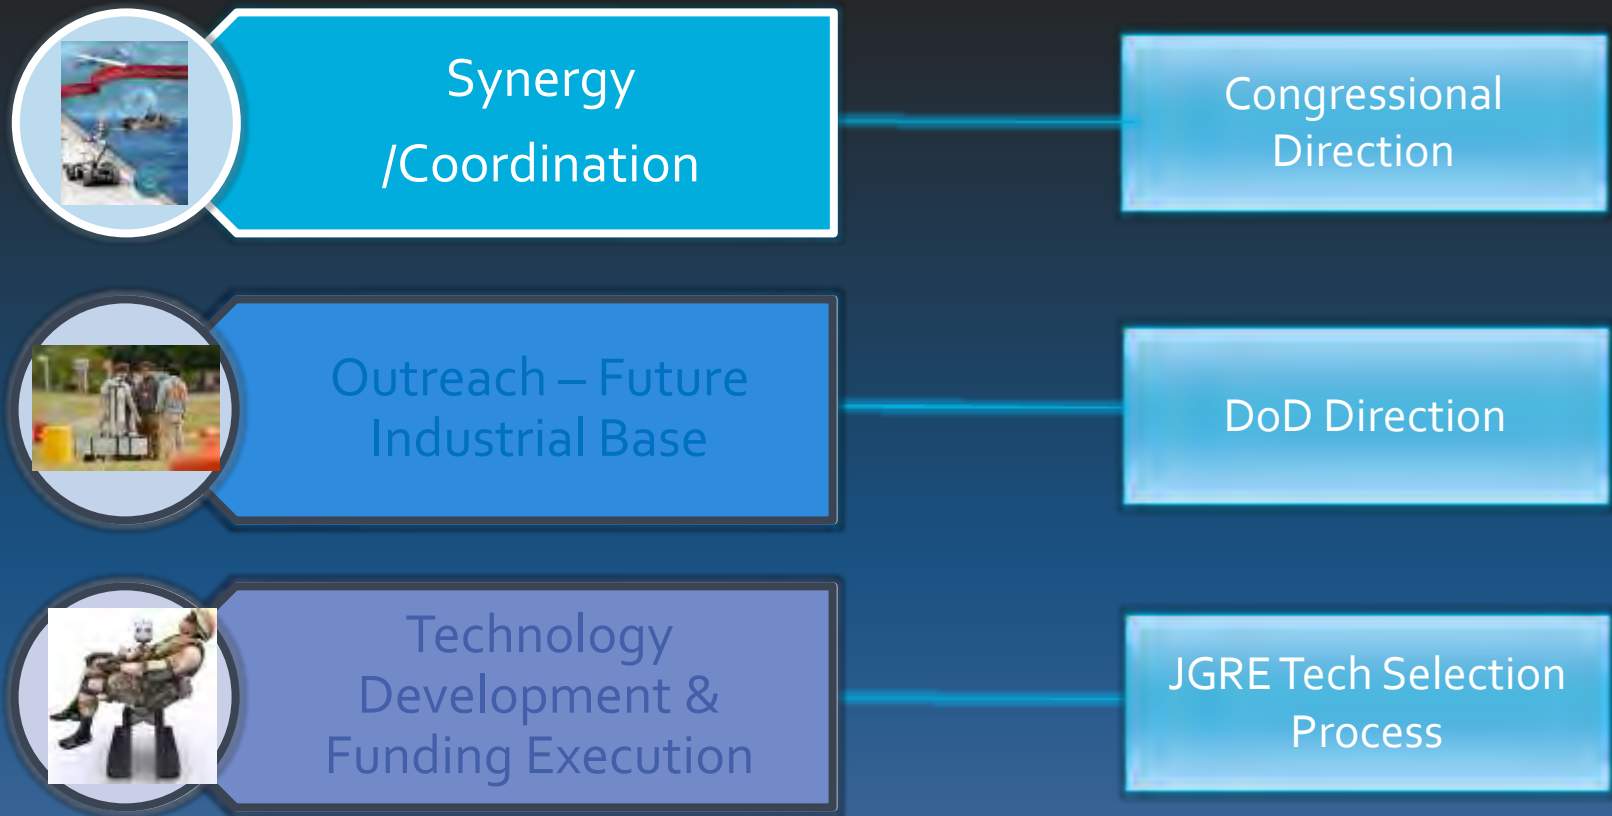 Synergy
/Coordination
Congressional
Direction
Outreach – Future
Industrial Base
DoD Direction
Technology
Development &
Funding Execution
JGRE Tech Selection
Process